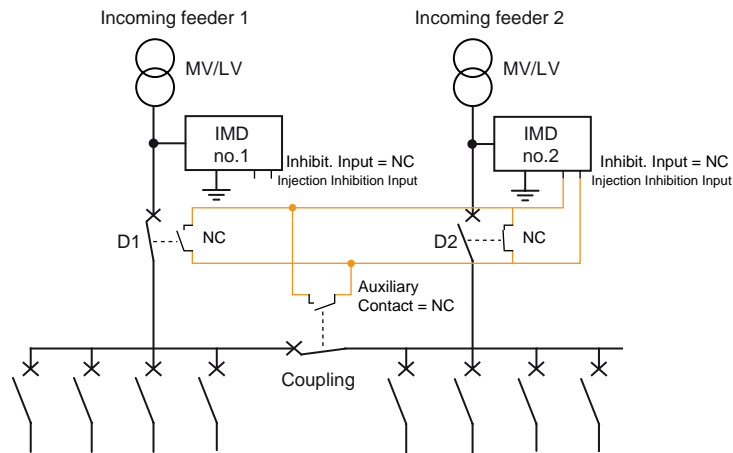 Incoming feeder 1
Incoming feeder 2
MV/LV
MV/LV
IMD
no.1
Inhibit. Input = NC
Injection Inhibition Input
IMD
no.2
Inhibit. Input = NC
Injection Inhibition Input
D1
NC
D2
NC
Auxiliary
Contact = NC
Coupling